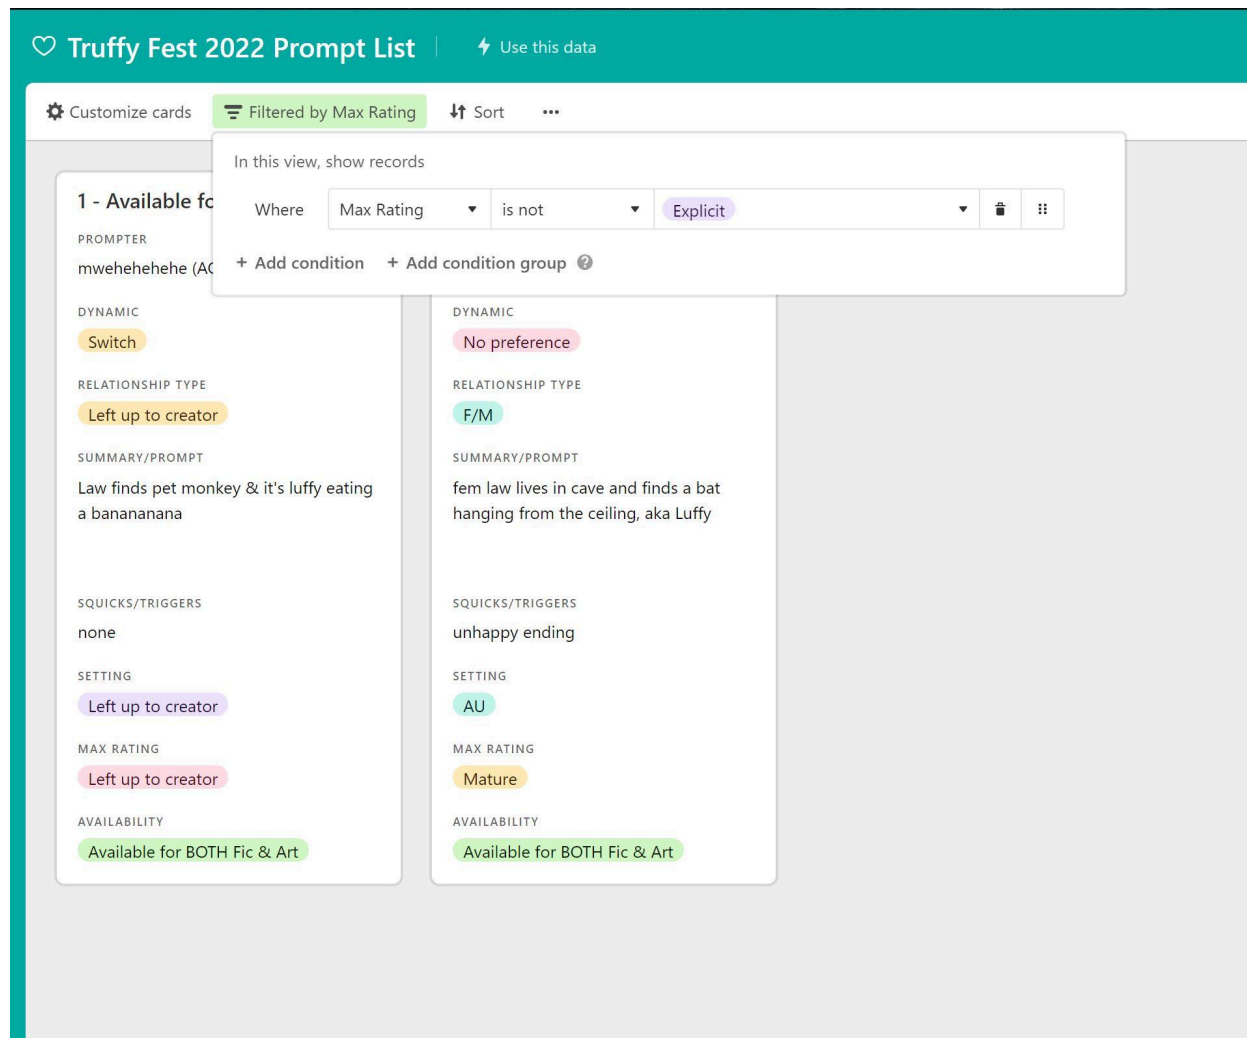 Truffy Fest 2022 Prompt List
Use this data
Customize cards
Filtered by Max Rating
Sort
In this view, show records
Where
Max Rating
is not
Explicit
+ Add condition
+ Add condition group
1 - Available fo
PROMPTER
mwehehehehe (AO
DYNAMIC
Switch
RELATIONSHIP TYPE
Left up to creator
SUMMARY/PROMPT
Law finds pet monkey & it's luffy eating
a banananana
SQUICKS/TRIGGERS
none
SETTING
Left up to creator
MAX RATING
Left up to creator
AVAILABILITY
Available for BOTH Fic & Art
DYNAMIC
No preference
RELATIONSHIP TYPE
F/M
SUMMARY/PROMPT
fem law lives in cave and finds a bat
hanging from the ceiling, aka Luffy
SQUICKS/TRIGGERS
unhappy ending
SETTING
AU
MAX RATING
Mature
AVAILABILITY
Available for BOTH Fic & Art